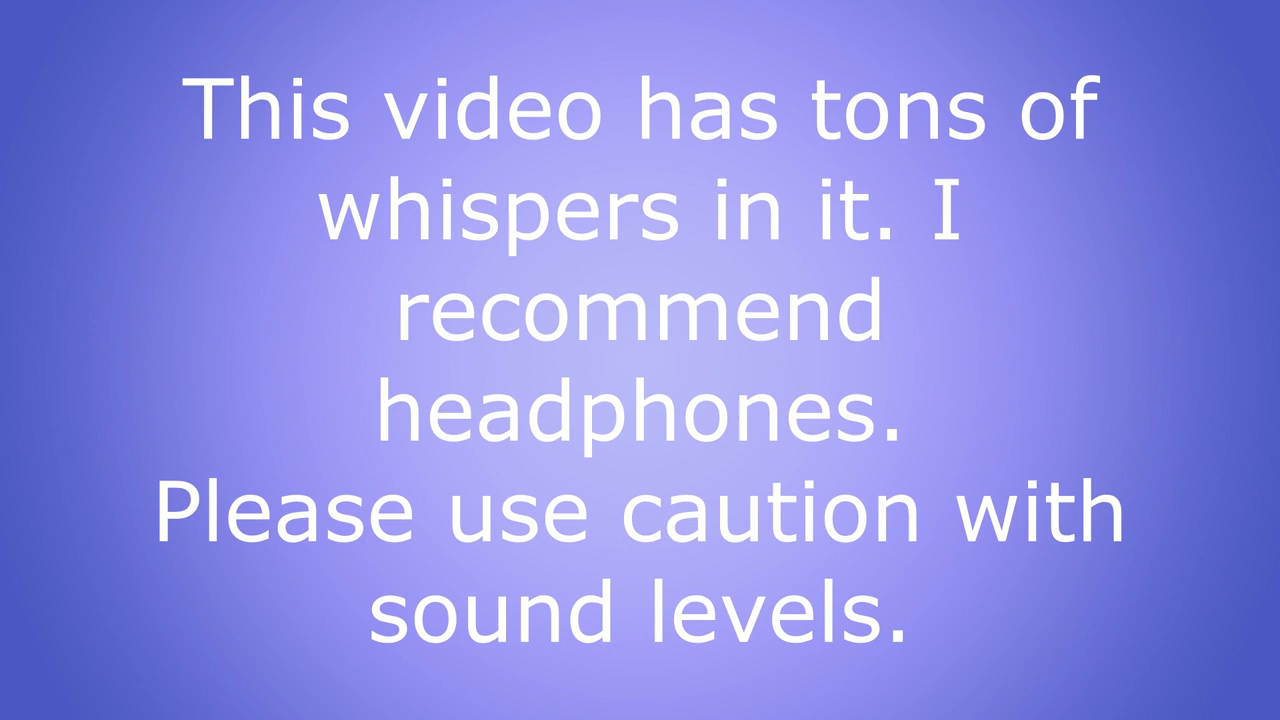 This video has tons of
whispers in it. I
recommend
headphones.
Please use caution with
sound levels.